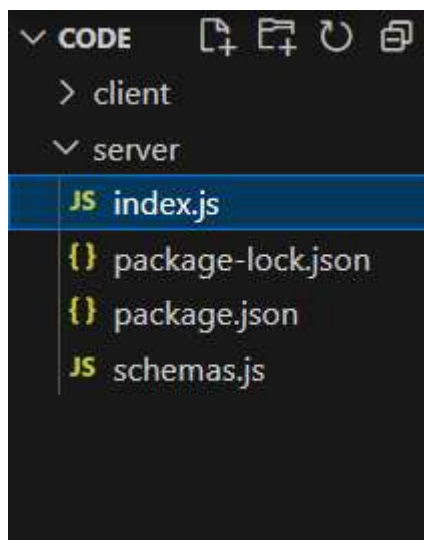 CODE
client
server
JS index.js
{} package-lock.json
{} package.json
JS schemas.js